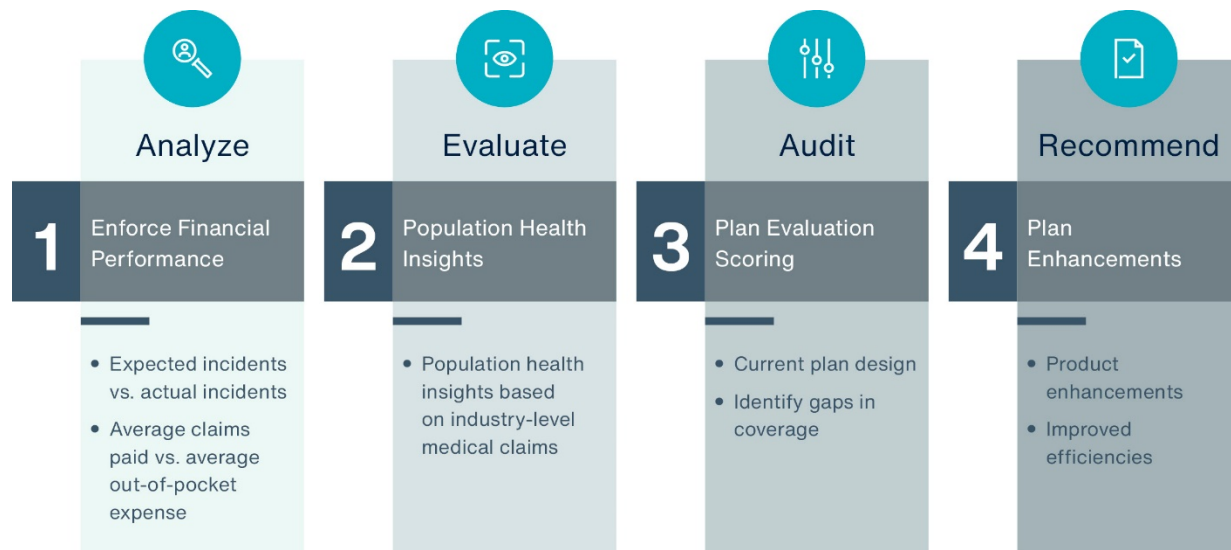 Analyze
1
Enforce Financial
Performance
• Expected incidents
vs. actual incidents
• Average claims
paid vs. average
out-of-pocket
expense
Evaluate
2
Population Health
Insights
• Population health
insights based
on industry-level
medical claims
Audit
3
Plan Evaluation
Scoring
• Current plan design
• Identify gaps in
coverage
Recommend
4
Plan
Enhancements
• Product
enhancements
• Improved
efficiencies